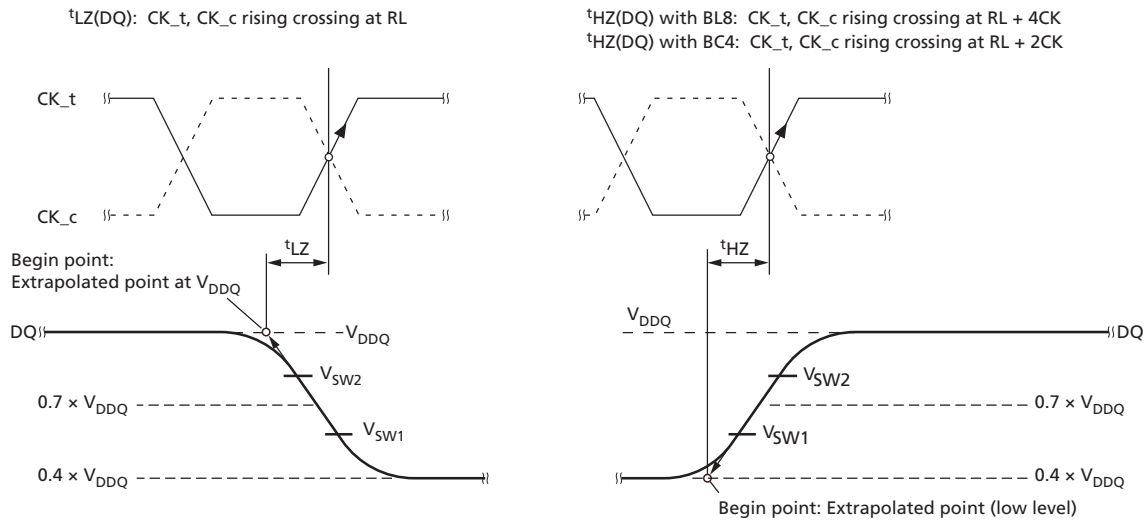 tLZ(DQ): CK_t, CK_c rising crossing at RL
tHZ(DQ) with BL8: CK_t, CK_c rising crossing at RL + 4CK
tHZ(DQ) with BC4: CK_t, CK_c rising crossing at RL + 2CK
CK_t
CK_c
tLZ
Begin point:
Extrapolated point at VDDQ
DQ
VDDQ
VSW2
0.7 × VDDQ
VSW1
0.4 × VDDQ
tHZ
VDDQ
DQ
VSW2
0.7 × VDDQ
VSW1
0.4 × VDDQ
Begin point: Extrapolated point (low level)